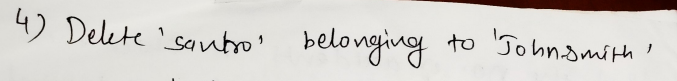 4) Delete 'santro' belonging to 'Johnsmith'